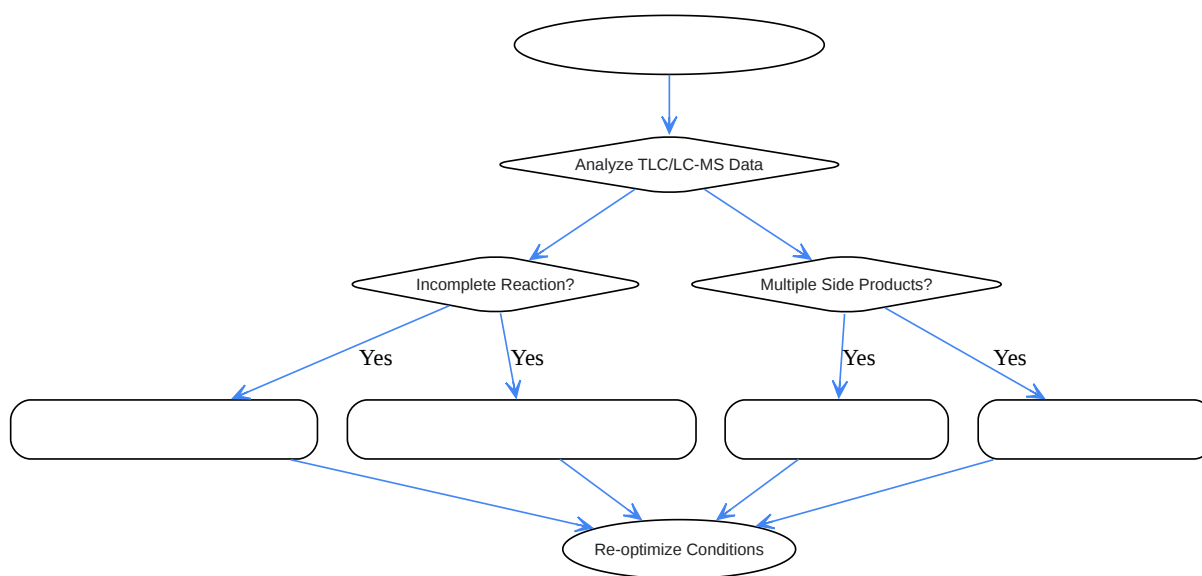 Analyze TLC/LC-MS Data
Incomplete Reaction?
Multiple Side Products?
Yes
Yes
Yes
Yes
Re-optimize Conditions